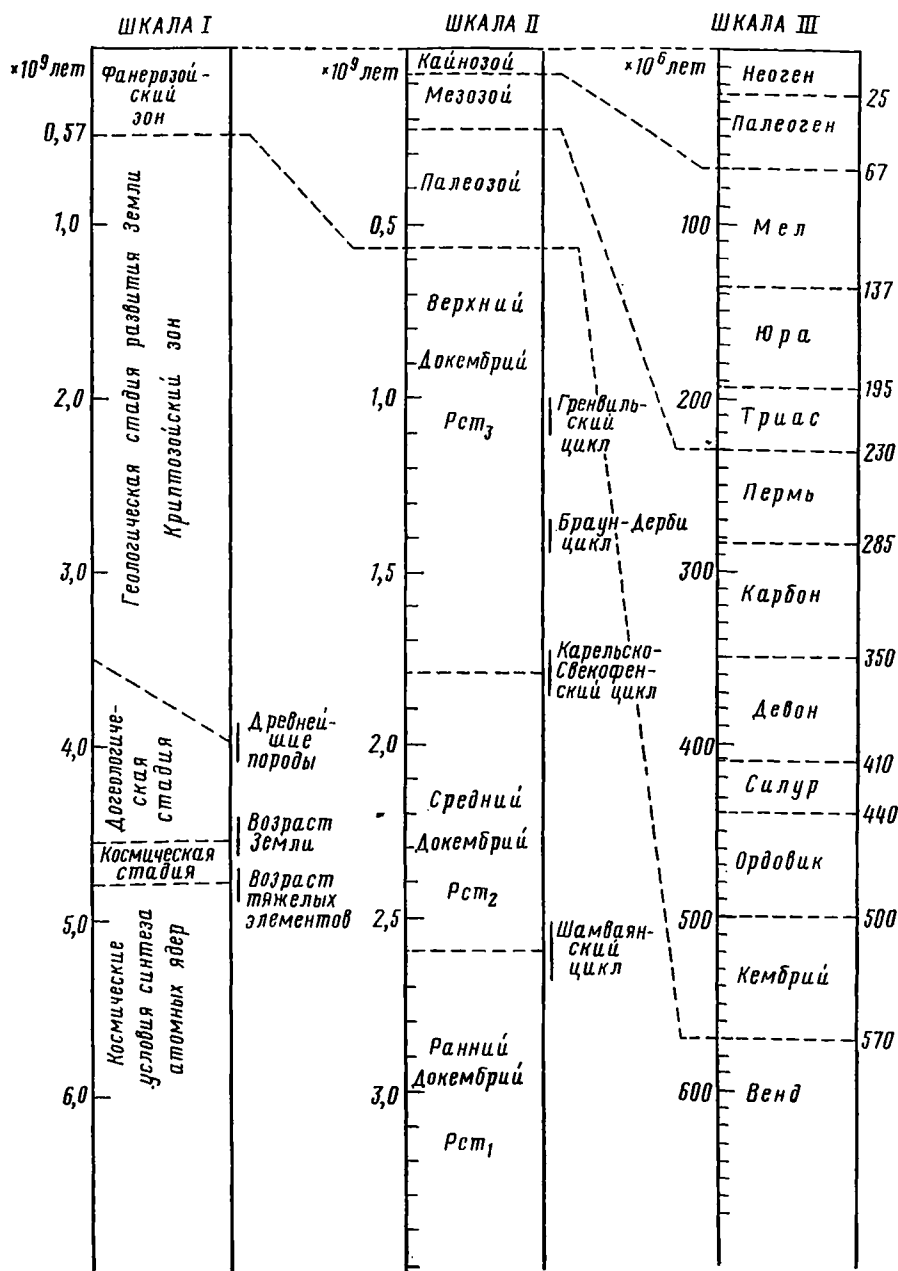 ШКАЛА I
×10⁹ лет
Фанерозой-
ский
эон
0,57
1,0
2,0
3,0
4,0
5,0
6,0
Геологическая стадия развития Земли
Криптозойский эон
Догеологиче-
ская
стадия
Космическая
стадия
Космические
условия синтеза
атомных ядер
Древней-
шие
породы
Возраст
Земли
Возраст
тяжелых
элементов
ШКАЛА II
×10⁹ лет
Кайнозой
Мезозой
Палеозой
0,5
Верхний
Докембрий
1,0
Рcm₃
1,5
2,0
Средний
Докембрий
Рcm₂
2,5
Ранний
Докембрий
3,0
Рcm₁
Гренвиль-
ский
цикл
Браун-Дерби
цикл
Карельско-
Свекофен-
ский цикл
Шамваян-
ский
цикл
ШКАЛА III
×10⁶ лет
Неоген
25
Палеоген
67
100
Мел
137
Юра
195
200
Триас
230
Пермь
285
300
Карбон
350
Девон
400
410
Силур
440
Ордовик
500
500
Кембрий
570
600
Венд